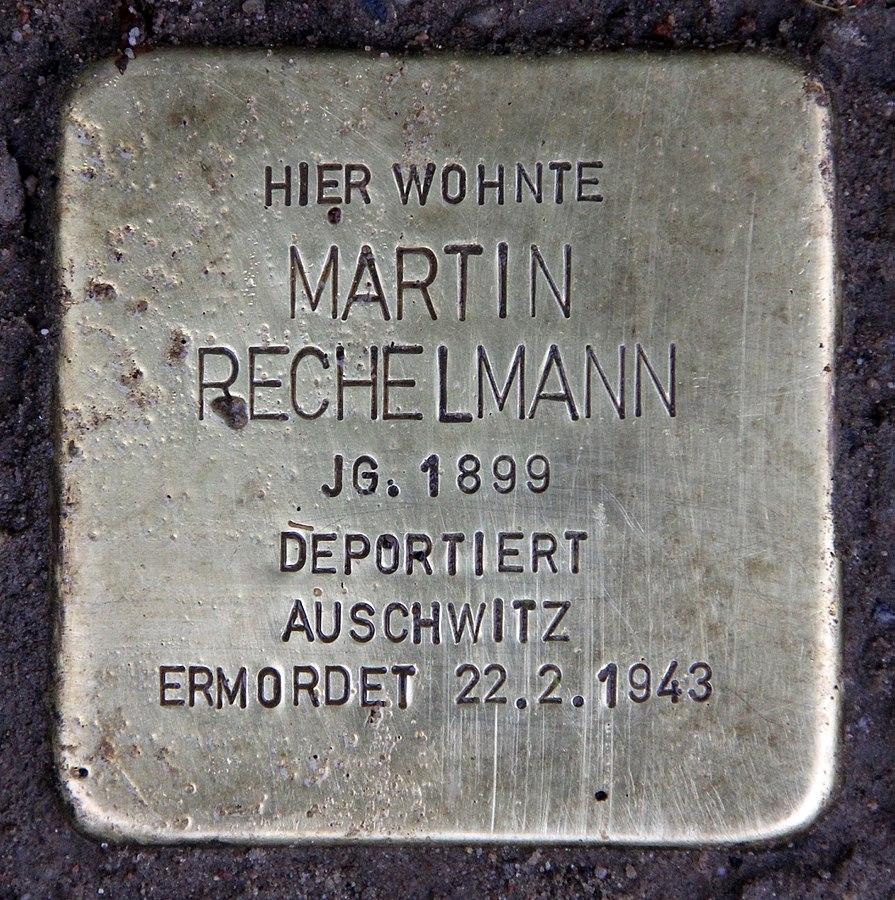 HIER WOHNTE
MARTIN
RECHELMANN
JG. 1899
DEPORTIERT
AUSCHWITZ
ERMORDET 22.2.1943